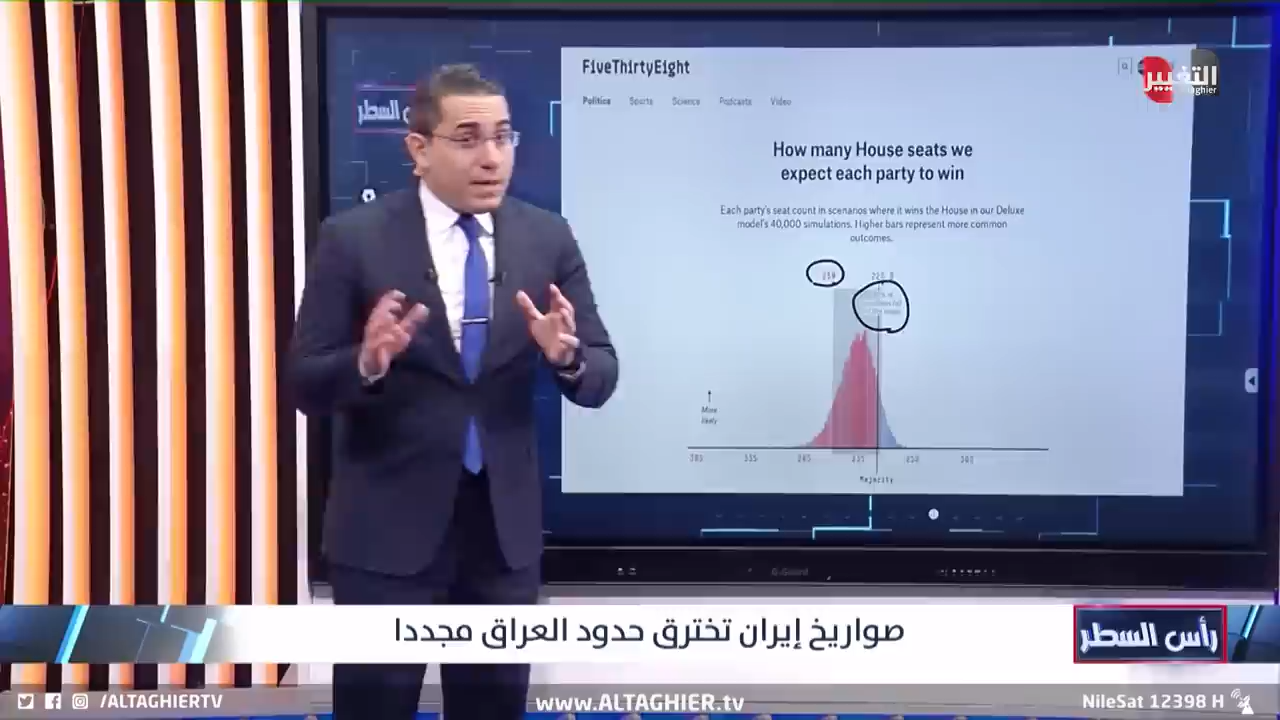 FiveThirtyEight
Politics Sports Science Podcasts Video
التغيير
How many House seats we
expect each party to win
Each party's seat count in scenarios where it wins the House in our Deluxe
model's 40,000 simulations. Higher bars represent more common
outcomes.
More
likely
Majority
صواريخ إيران تخترق حدود العراق مجددا
رأس السطر
/ALTAGHIERTV
www.ALTAGHIER.tv
NileSat 12398 H